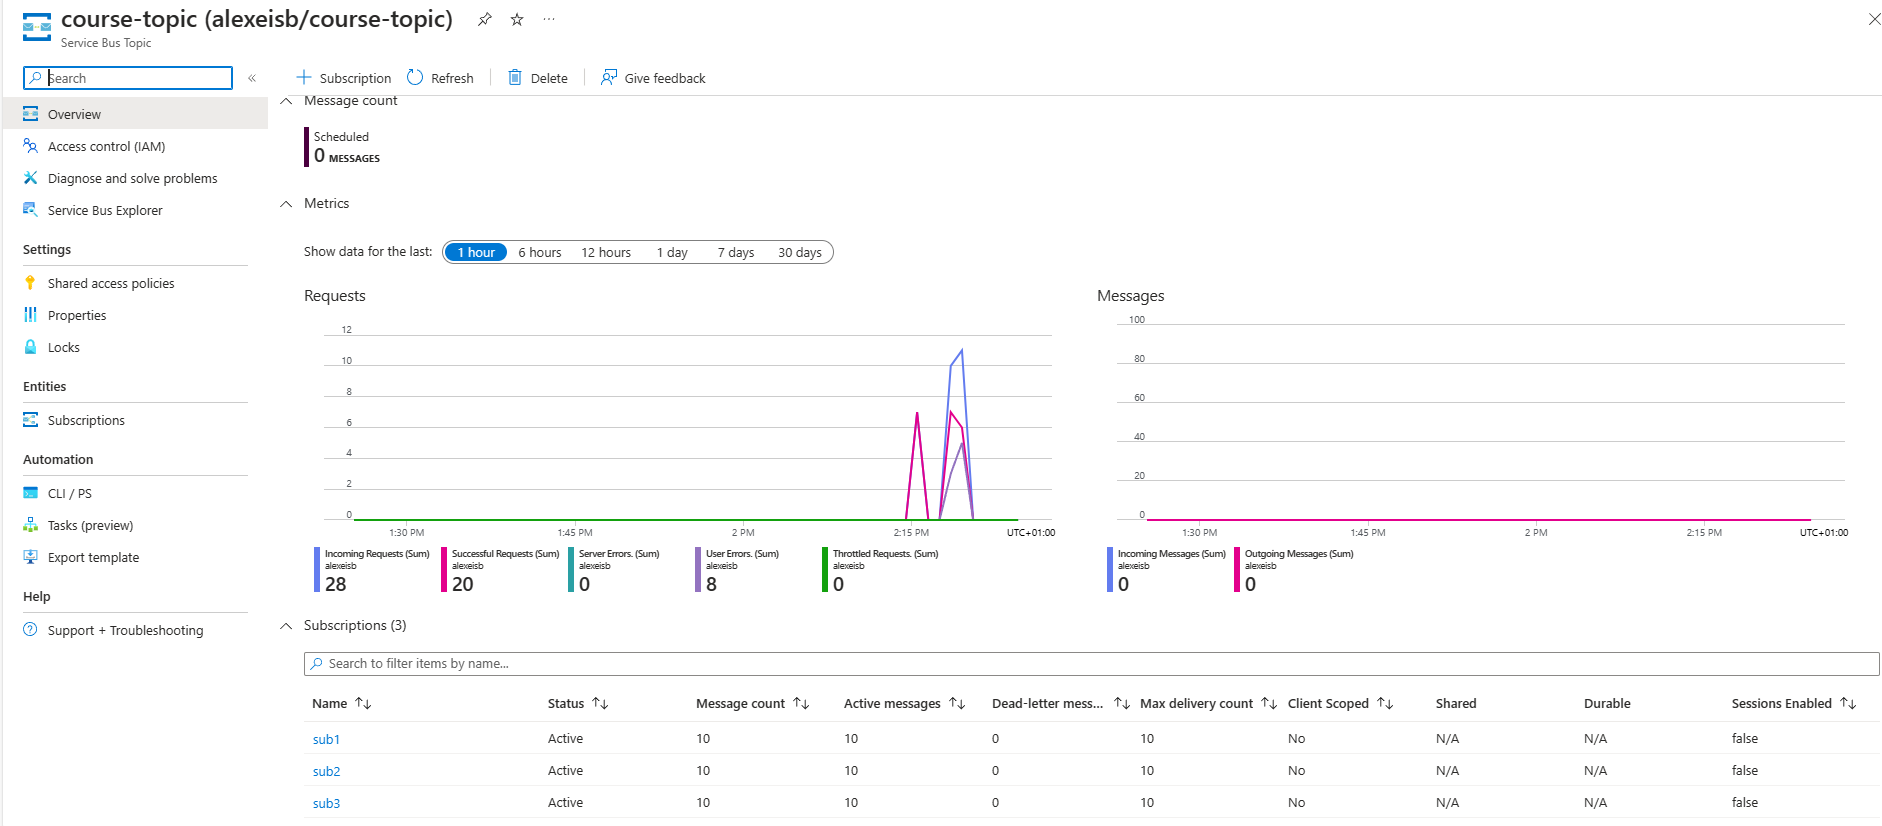 course-topic (alexeisb/course-topic)
Service Bus Topic
Search
«
Subscription Refresh Delete Give feedback
Overview
Access control (IAM)
Diagnose and solve problems
Service Bus Explorer
Settings
Shared access policies
Properties
Locks
Entities
Subscriptions
Automation
CLI / PS
Tasks (preview)
Export template
Help
Support + Troubleshooting
Message count
Scheduled
0 MESSAGES
Metrics
Show data for the last: 1 hour 6 hours 12 hours 1 day 7 days 30 days
Requests
12
10
8
6
4
2
0
1:30 PM 1:45 PM 2 PM 2:15 PM UTC+01:00
Incoming Requests (Sum) Successful Requests (Sum) Server Errors. (Sum) User Errors. (Sum) Throttled Requests. (Sum)
alexeisb alexeisb alexeisb alexeisb alexeisb
28 20 0 8 0
Messages
100
80
60
40
20
0
1:30 PM 1:45 PM 2 PM 2:15 PM UTC+01:00
Incoming Messages (Sum) Outgoing Messages (Sum)
alexeisb alexeisb
0 0
Subscriptions (3)
Search to filter items by name...
Name Status Message count Active messages Dead-letter mess... Max delivery count Client Scoped Shared Durable Sessions Enabled
sub1 Active 10 10 0 10 No N/A N/A false
sub2 Active 10 10 0 10 No N/A N/A false
sub3 Active 10 10 0 10 No N/A N/A false